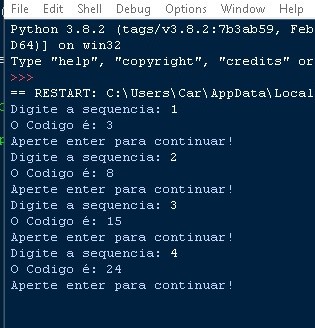 File Edit Shell Debug Options Window
Python 3.8.2 (tags/v3.8.2:7b3ab59, Feb
D64)] on win32
Type "help", "copyright", "credits" or
>>>
== RESTART: C:\Users\Car\AppData\Local
Digite a sequencia: 1
O Codigo é: 3
Aperte enter para continuar!
Digite a sequencia: 2
O Codigo é: 8
Aperte enter para continuar!
Digite a sequencia: 3
O Codigo é: 15
Aperte enter para continuar!
Digite a sequencia: 4
O Codigo é: 24
Aperte enter para continuar!